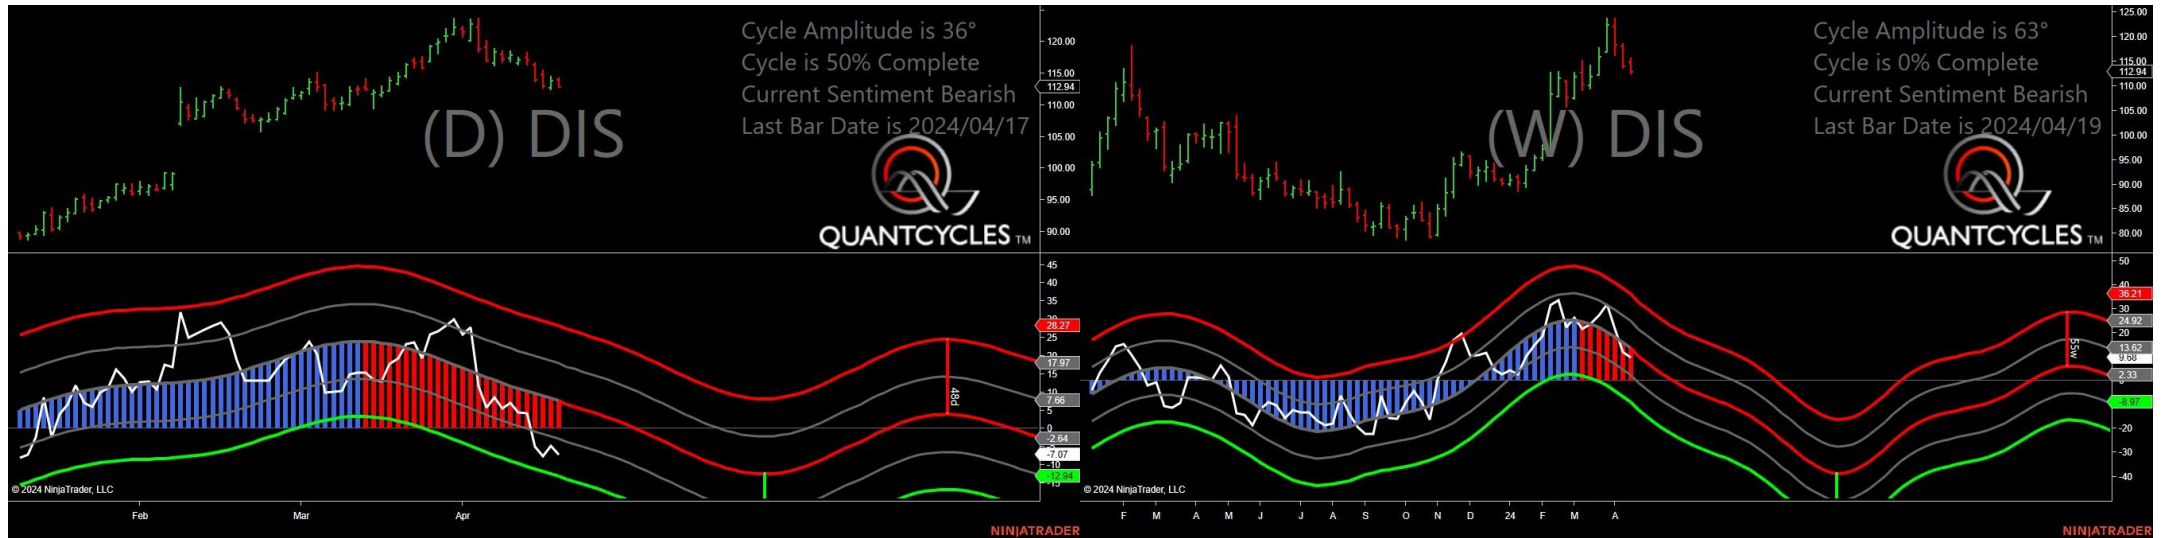 Cycle Amplitude is 36°
Cycle is 50% Complete
Current Sentiment Bearish
Last Bar Date is 2024/04/17
(D) DIS
QUANTCYCLES TM
120.00
115.00
112.94
110.00
105.00
100.00
95.00
90.00
45
40
35
30
28.27
25
17.97
15
10
7.66
5
0
-2.64
-7.07
-10
-12.94
48d
© 2024 NinjaTrader, LLC
Feb Mar Apr
NINJATRADER
Cycle Amplitude is 63°
Cycle is 0% Complete
Current Sentiment Bearish
Last Bar Date is 2024/04/19
(W) DIS
QUANTCYCLES TM
125.00
120.00
115.00
112.94
110.00
105.00
100.00
95.00
90.00
85.00
80.00
50
40
36.21
24.92
20
13.62
9.68
2.33
-8.97
-20
-30
-40
55w
© 2024 NinjaTrader, LLC
F M A M J J A S O N D 24 F M A
NINJATRADER